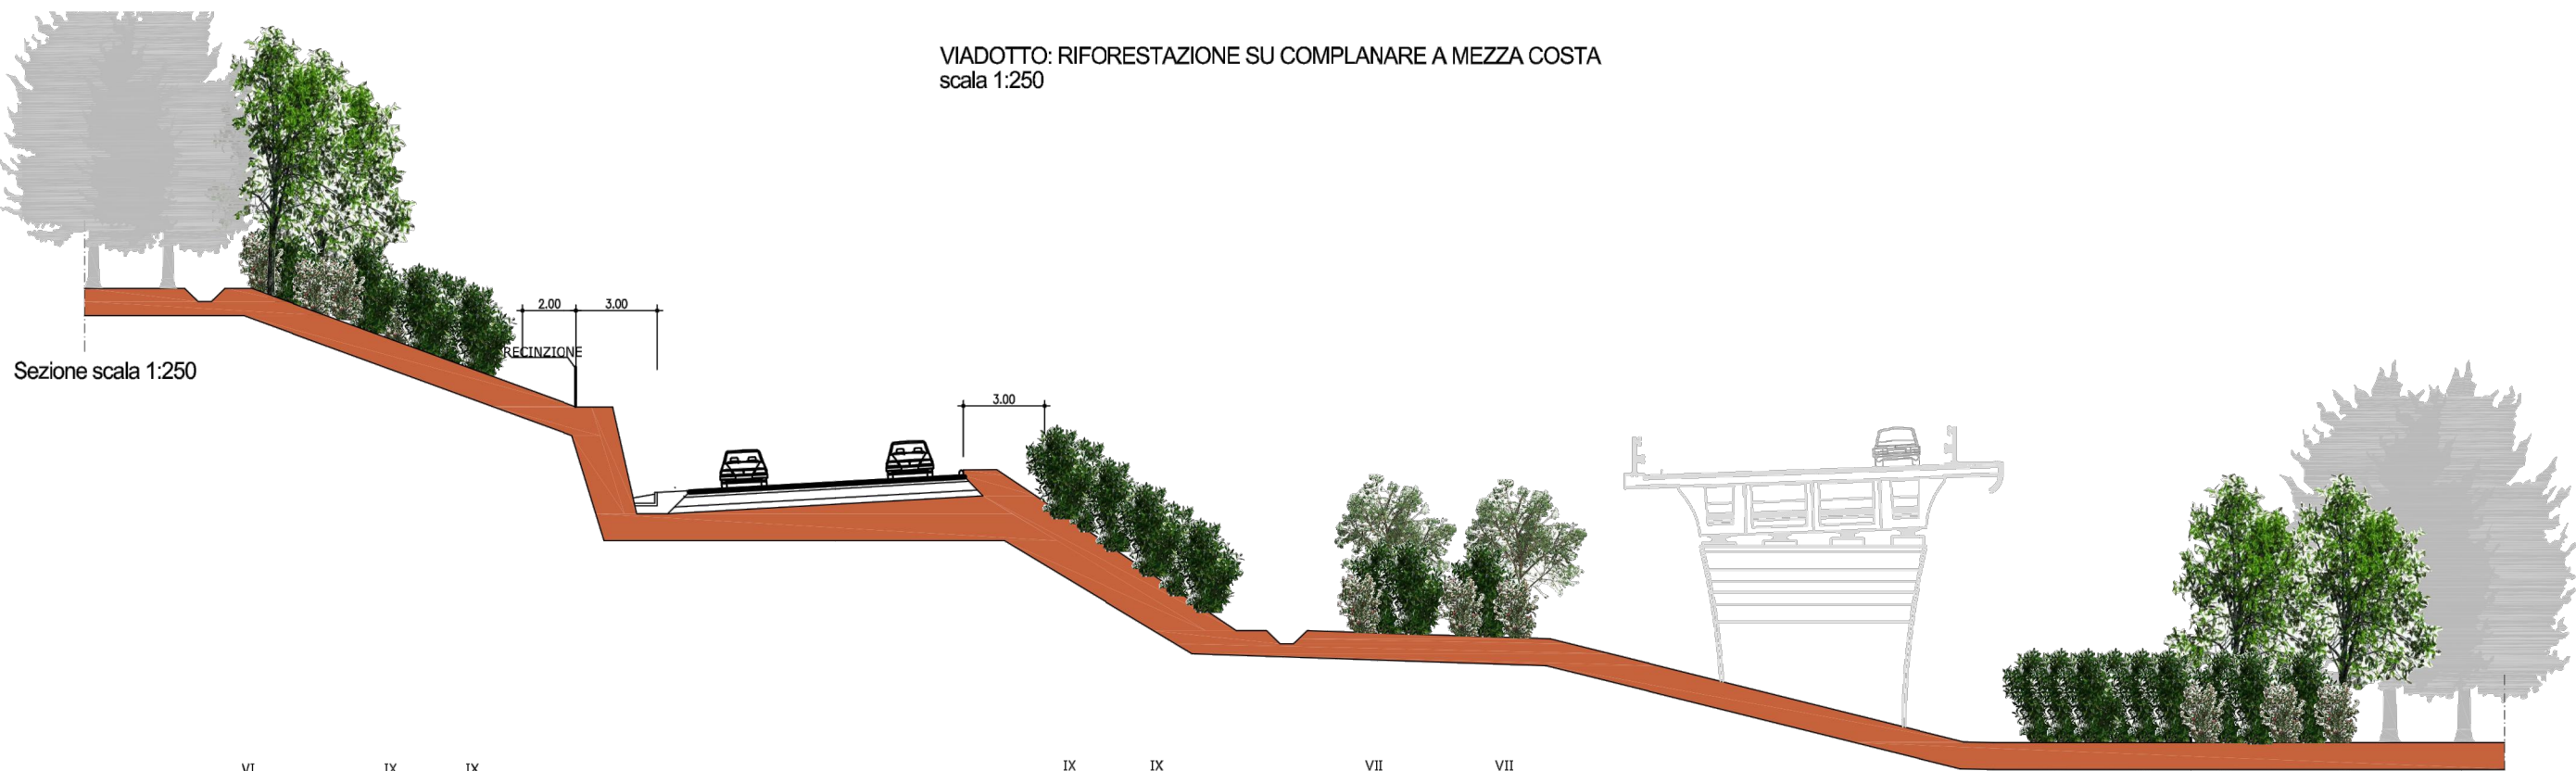 VIADOTTO: RIFORESTAZIONE SU COMPLANARE A MEZZA COSTA
scala 1:250
2.00 3.00
RECINZIONE
Sezione scala 1:250
3.00
VI IX IX IX IX VII VII